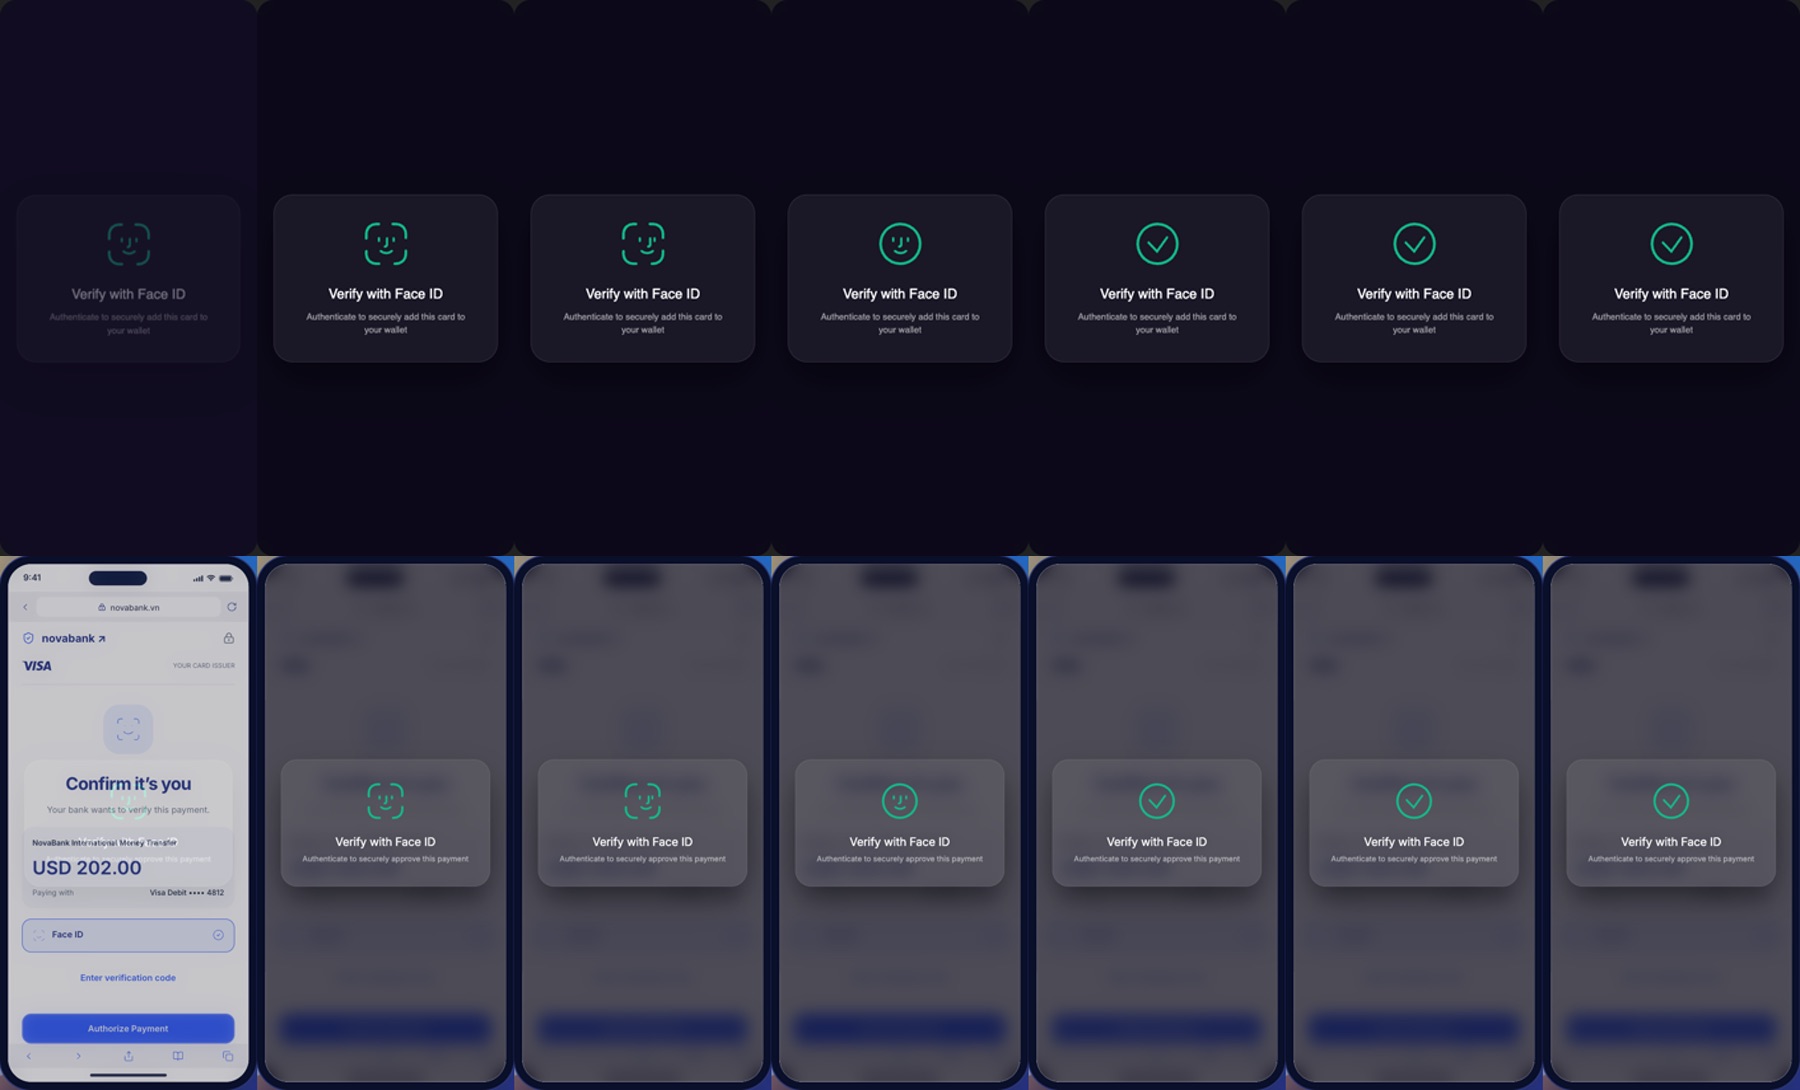 Verify with Face ID
Authenticate to securely add this card to
your wallet
Verify with Face ID
Authenticate to securely add this card to
your wallet
Verify with Face ID
Authenticate to securely add this card to
your wallet
Verify with Face ID
Authenticate to securely add this card to
your wallet
Verify with Face ID
Authenticate to securely add this card to
your wallet
Verify with Face ID
Authenticate to securely add this card to
your wallet
Verify with Face ID
Authenticate to securely add this card to
your wallet
9:41
novabank.vn
novabank
VISA YOUR CARD ISSUER
Confirm it's you
Your bank wants to verify this payment.
NovaBank International Money Transfer
USD 202.00
Paying with Visa Debit •••• 4812
Face ID
Enter verification code
Authorize Payment
Verify with Face ID
Authenticate to securely approve this payment
Verify with Face ID
Authenticate to securely approve this payment
Verify with Face ID
Authenticate to securely approve this payment
Verify with Face ID
Authenticate to securely approve this payment
Verify with Face ID
Authenticate to securely approve this payment
Verify with Face ID
Authenticate to securely approve this payment